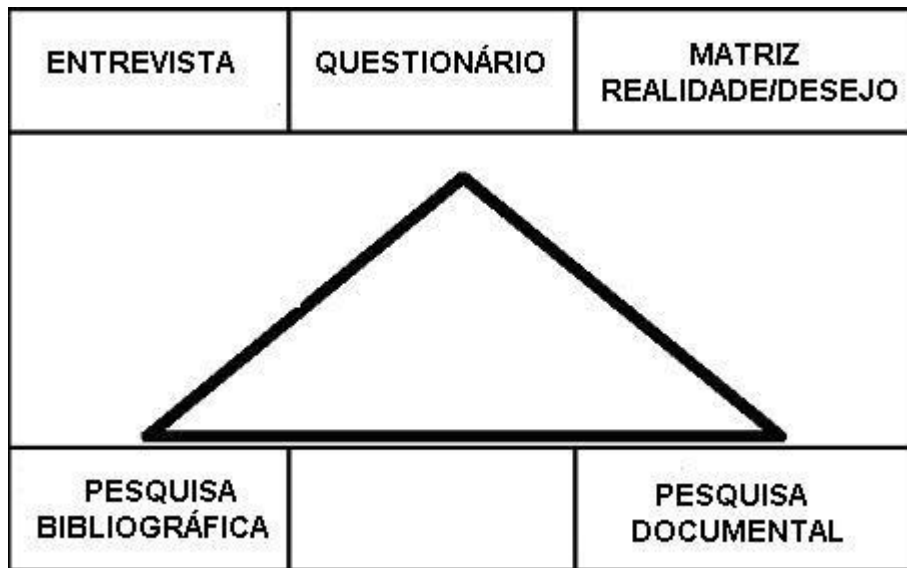 ENTREVISTA
QUESTIONÁRIO
MATRIZ
REALIDADE/DESEJO
PESQUISA
BIBLIOGRÁFICA
PESQUISA
DOCUMENTAL